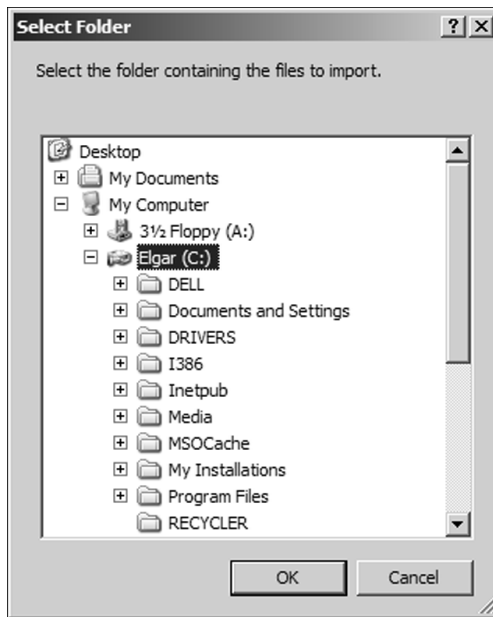 Select Folder
Select the folder containing the files to import.
Desktop
My Documents
My Computer
3½ Floppy (A:)
Elgar (C:)
DELL
Documents and Settings
DRIVERS
I386
Inetpub
Media
MSOCache
My Installations
Program Files
RECYCLER
OK Cancel